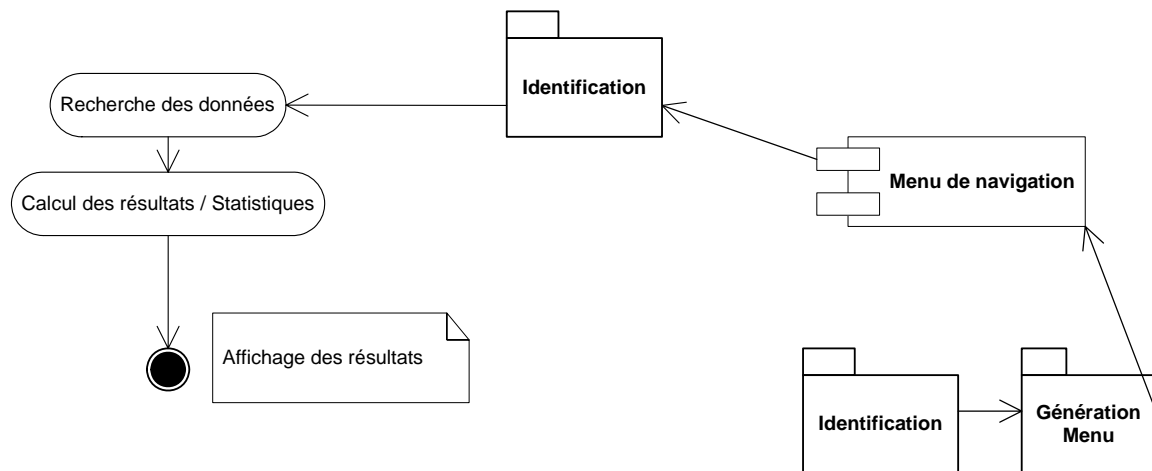 Identification
Recherche des données
Menu de navigation
Calcul des résultats / Statistiques
Affichage des résultats
Identification
Génération
Menu